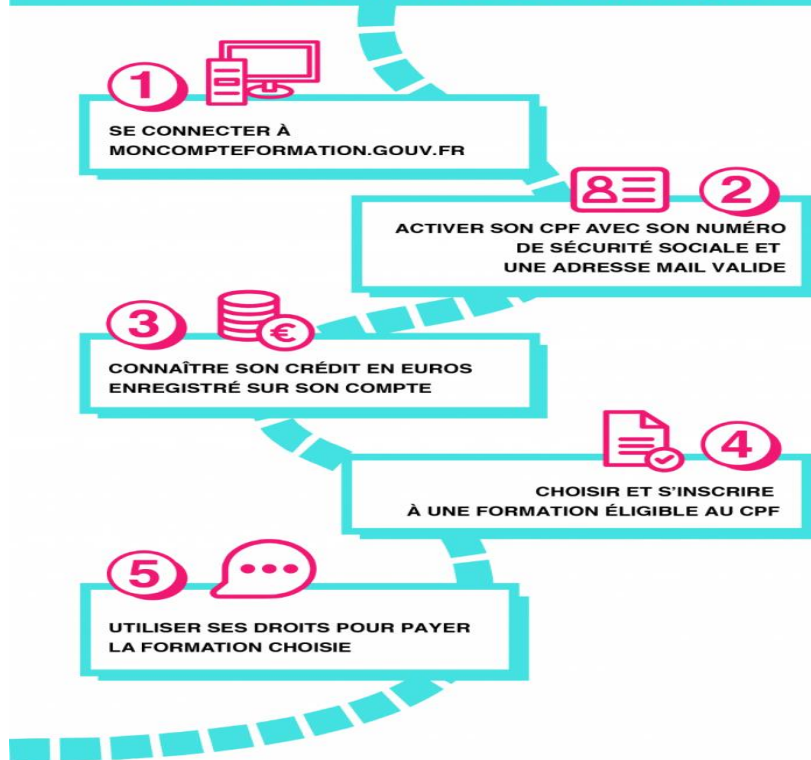 1
SE CONNECTER À
MONCOMPTEFORMATION.GOUV.FR
2
ACTIVER SON CPF AVEC SON NUMÉRO
DE SÉCURITÉ SOCIALE ET
UNE ADRESSE MAIL VALIDE
3
€
CONNAÎTRE SON CRÉDIT EN EUROS
ENREGISTRÉ SUR SON COMPTE
4
CHOISIR ET S'INSCRIRE
À UNE FORMATION ÉLIGIBLE AU CPF
5
UTILISER SES DROITS POUR PAYER
LA FORMATION CHOISIE